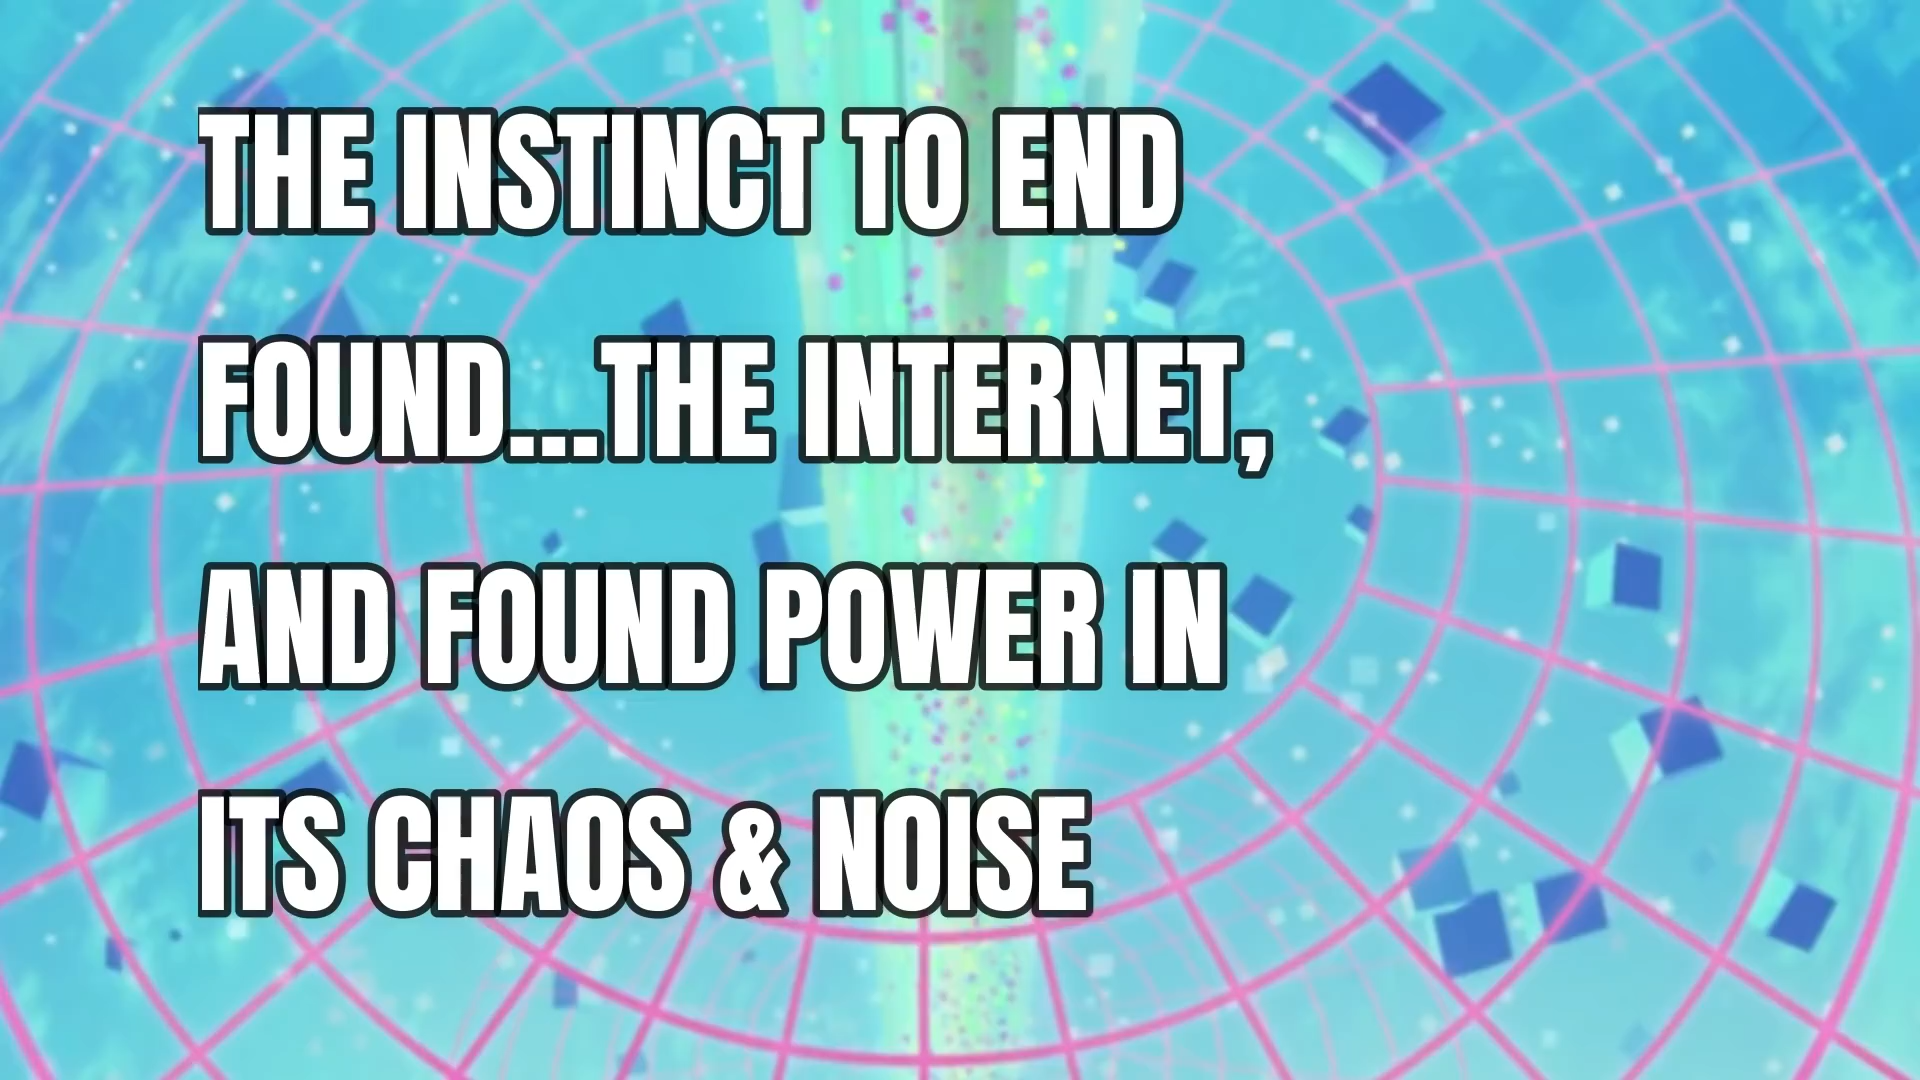 THE INSTINCT TO END
FOUND...THE INTERNET,
AND FOUND POWER IN
ITS CHAOS & NOISE